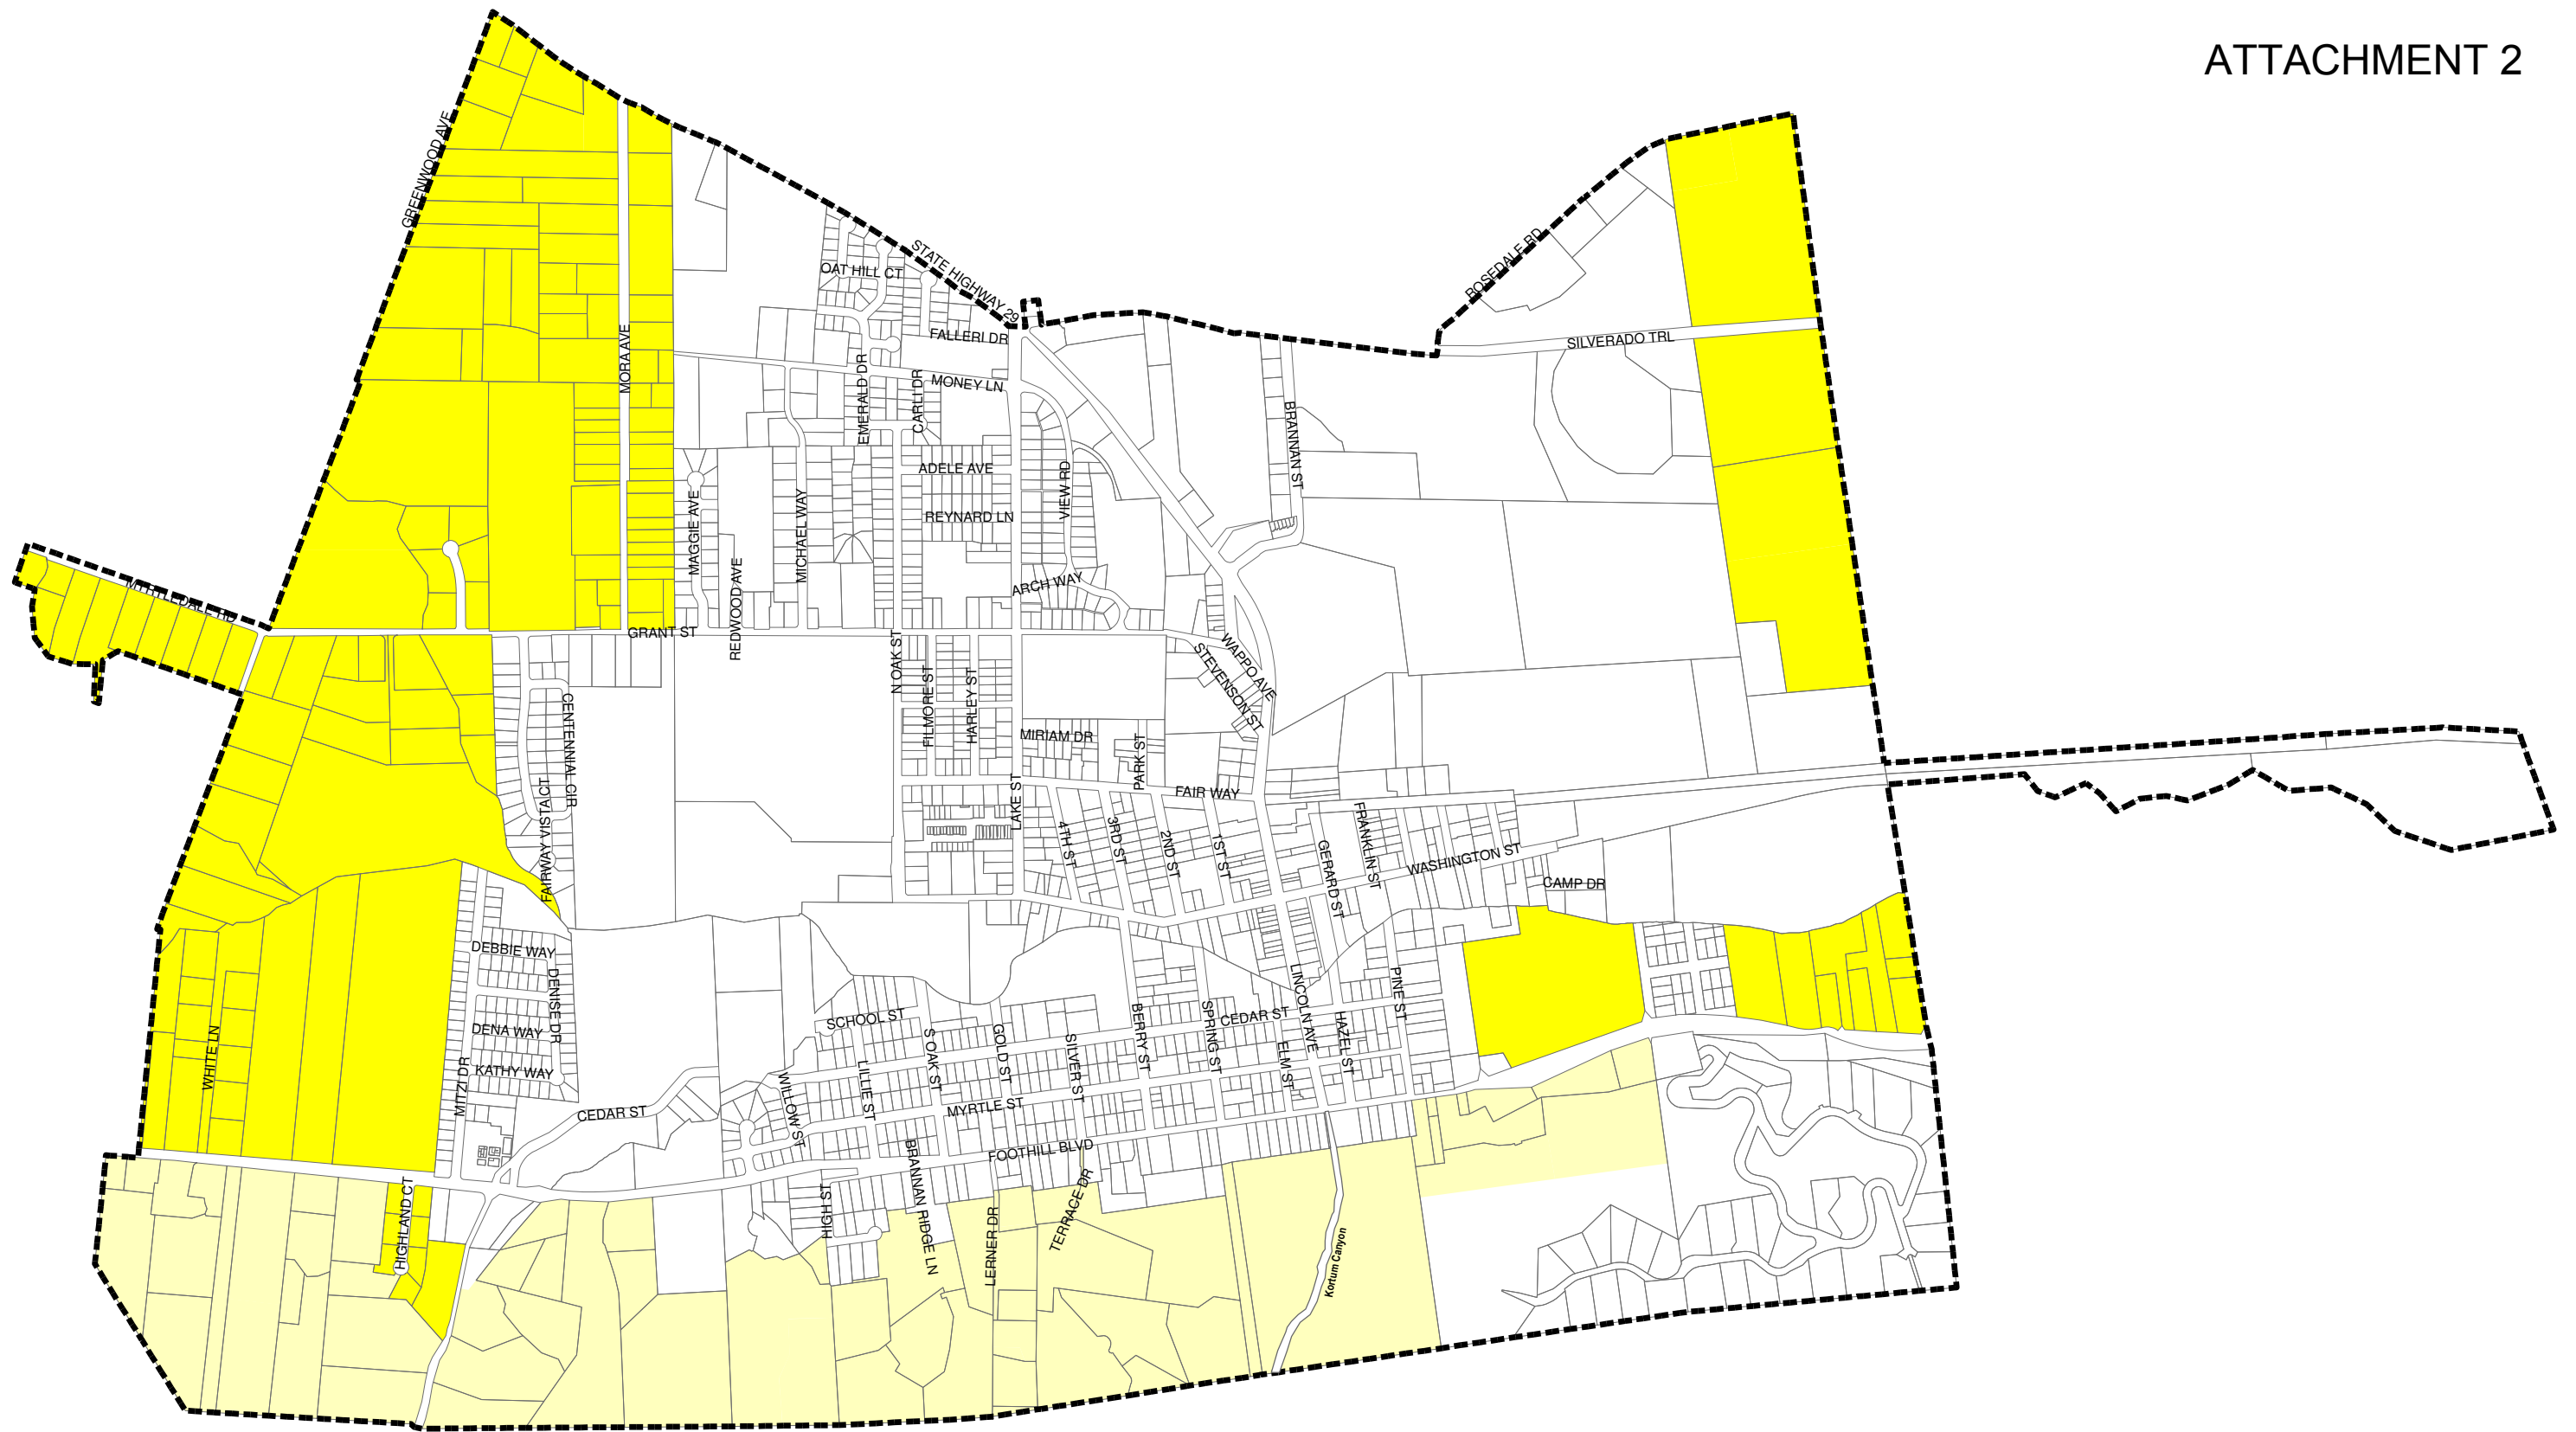 ATTACHMENT 2
GREENWOOD AVE
STATE HIGHWAY 29
OAT HILL CT
ROSEDALE RD
FALLERI DR
SILVERADO TRL
MORA AVE
EMERALD DR
CARLI DR
MONEY LN
BRANNAN ST
ADELE AVE
VIEW RD
MAGGIE AVE
MICHAEL WAY
REYNARD LN
REDWOOD AVE
ARCH WAY
MYRTLEDALE RD
GRANT ST
N OAK ST
WAPPO AVE
STEVENSON ST
FILMORE ST
HARLEY ST
CENTENNIAL CIR
MIRIAM DR
PARK ST
LAKE ST
FAIR WAY
FAIRWAY VISTA CT
4TH ST
3RD ST
2ND ST
1ST ST
GERARD ST
FRANKLIN ST
WASHINGTON ST
CAMP DR
DEBBIE WAY
DENISE DR
DENA WAY
KATHY WAY
WHITE LN
MITZI DR
LINCOLN AVE
PINE ST
SCHOOL ST
S OAK ST
GOLD ST
SILVER ST
BERRY ST
SPRING ST
CEDAR ST
ELM ST
HAZEL ST
CEDAR ST
WILLOW ST
LILLIE ST
MYRTLE ST
FOOTHILL BLVD
BRANNAN RIDGE LN
HIGH ST
HIGHLAND CT
LERNER DR
TERRACE DR
Kortum Canyon